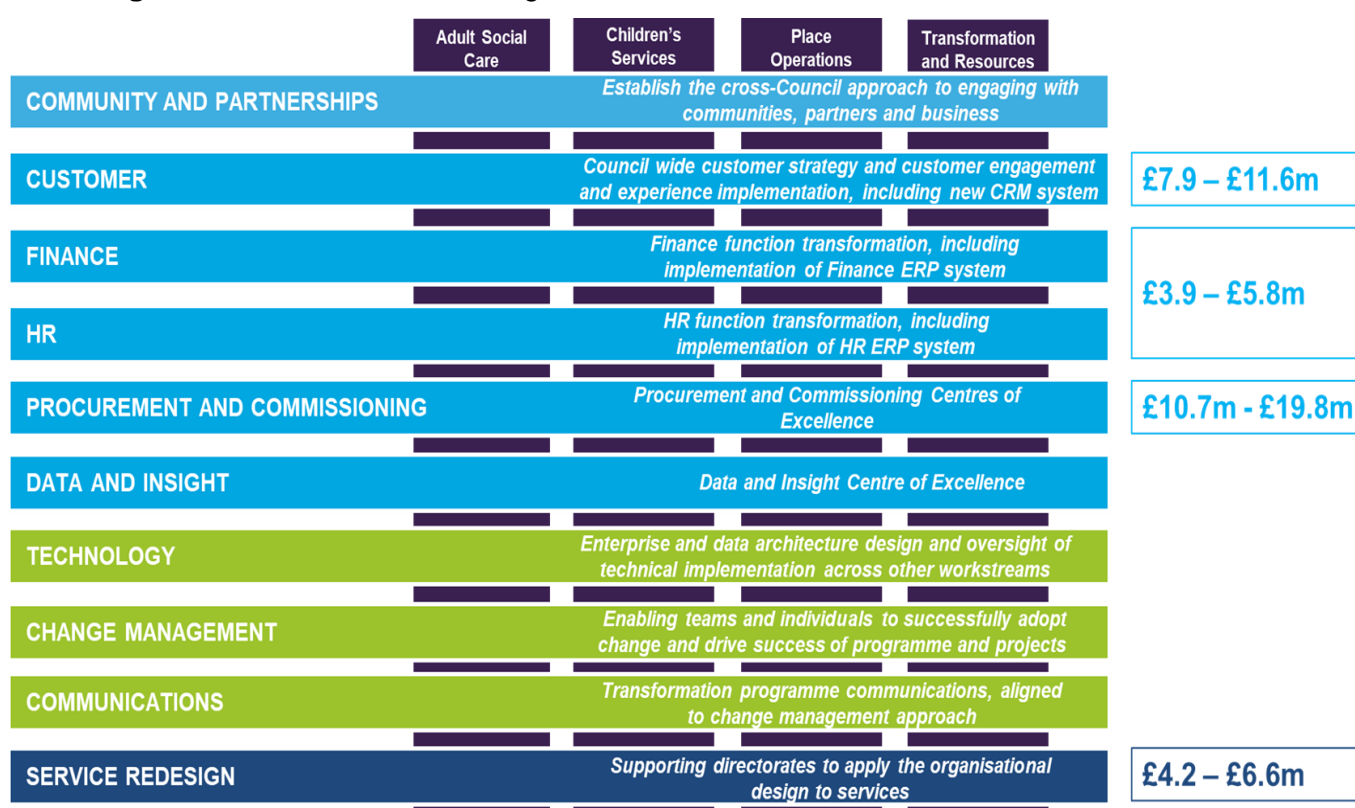 Adult Social
Care
Children's
Services
Place
Operations
Transformation
and Resources
COMMUNITY AND PARTNERSHIPS
Establish the cross-Council approach to engaging with
communities, partners and business
CUSTOMER
Council wide customer strategy and customer engagement
and experience implementation, including new CRM system
£7.9 – £11.6m
FINANCE
Finance function transformation, including
implementation of Finance ERP system
£3.9 – £5.8m
HR
HR function transformation, including
implementation of HR ERP system
PROCUREMENT AND COMMISSIONING
Procurement and Commissioning Centres of
Excellence
£10.7m - £19.8m
DATA AND INSIGHT
Data and Insight Centre of Excellence
TECHNOLOGY
Enterprise and data architecture design and oversight of
technical implementation across other workstreams
CHANGE MANAGEMENT
Enabling teams and individuals to successfully adopt
change and drive success of programme and projects
COMMUNICATIONS
Transformation programme communications, aligned
to change management approach
SERVICE REDESIGN
Supporting directorates to apply the organisational
design to services
£4.2 – £6.6m